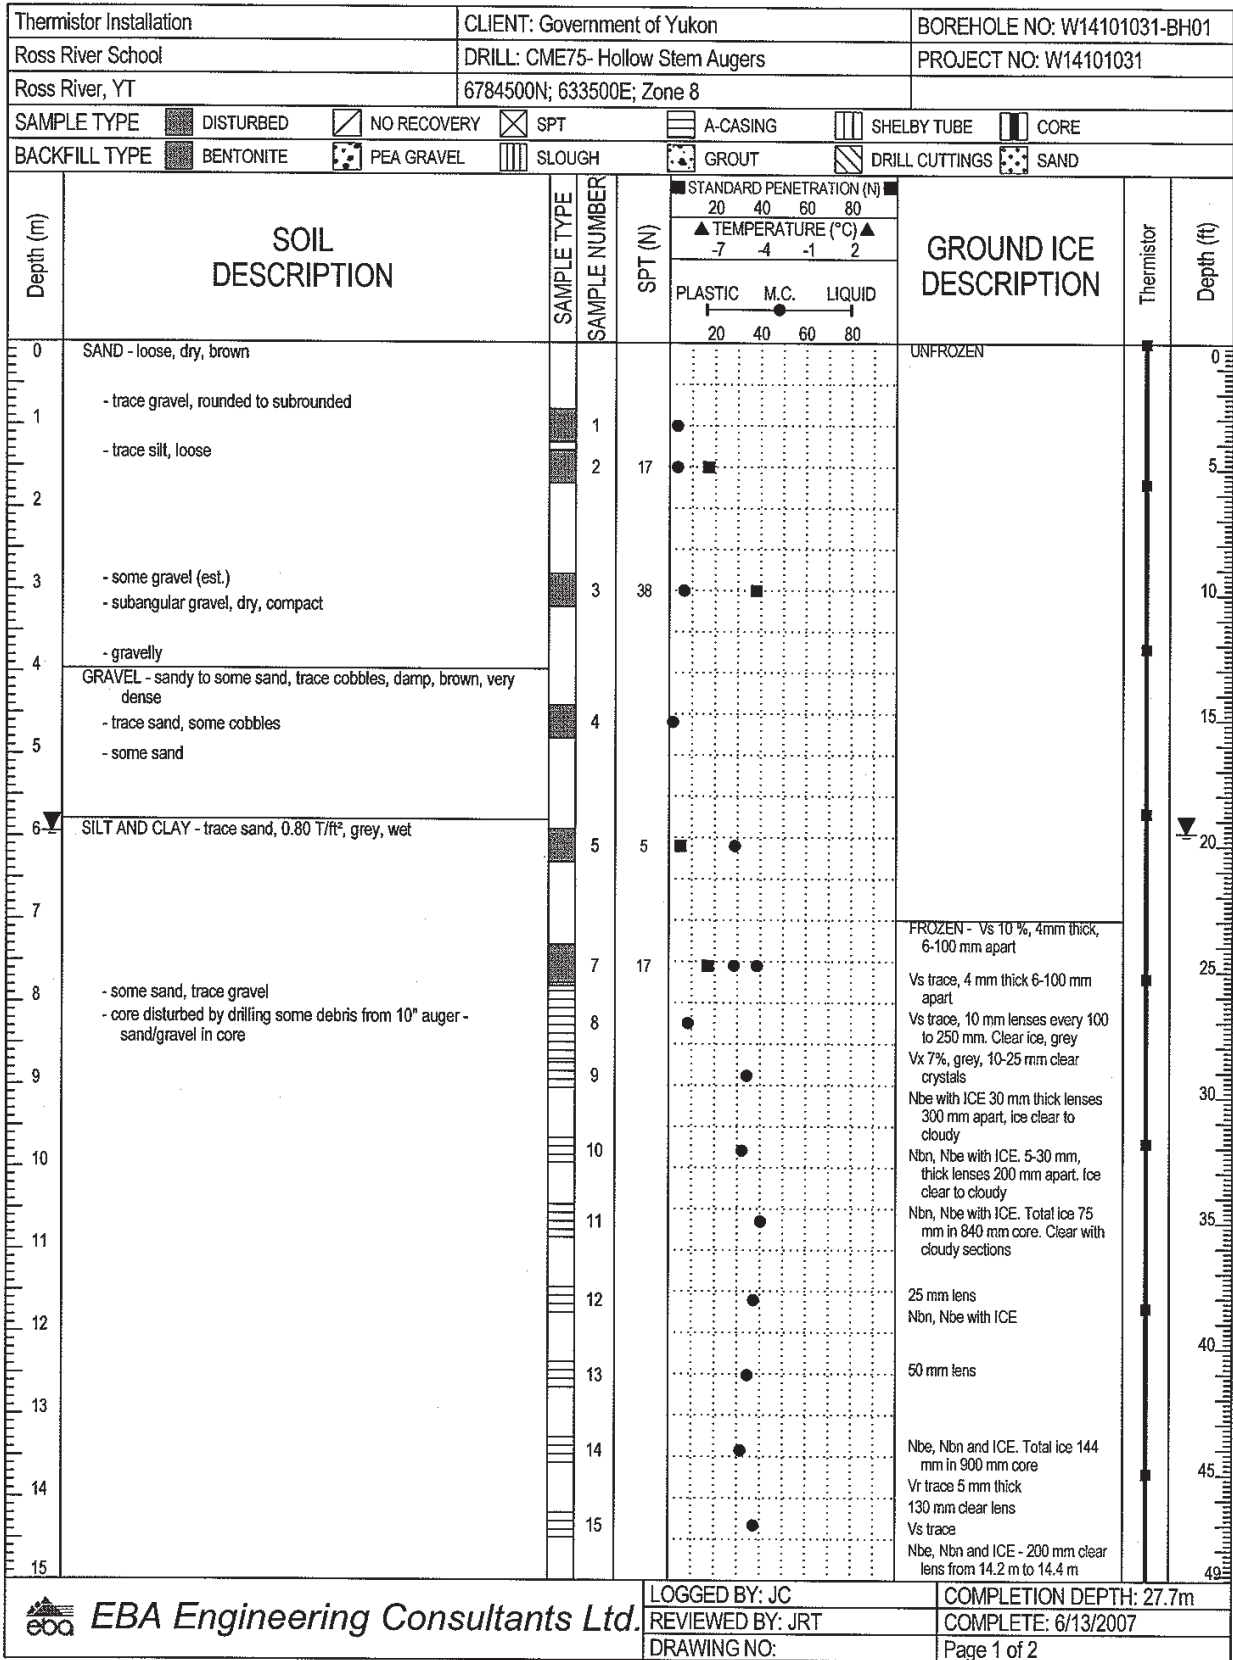 Thermistor Installation
CLIENT: Government of Yukon
BOREHOLE NO: W14101031-BH01
Ross River School
DRILL: CME75- Hollow Stem Augers
PROJECT NO: W14101031
Ross River, YT
6784500N; 633500E; Zone 8
SAMPLE TYPE DISTURBED NO RECOVERY SPT A-CASING SHELBY TUBE CORE
BACKFILL TYPE BENTONITE PEA GRAVEL SLOUGH GROUT DRILL CUTTINGS SAND
Depth (m)
SOIL
DESCRIPTION
SAMPLE TYPE
SAMPLE NUMBER
SPT (N)
STANDARD PENETRATION (N)
20 40 60 80
TEMPERATURE (°C)
-7 -4 -1 2
PLASTIC M.C. LIQUID
20 40 60 80
GROUND ICE
DESCRIPTION
Thermistor
Depth (ft)
0
1
2
3
4
5
6
7
8
9
10
11
12
13
14
15
SAND - loose, dry, brown
- trace gravel, rounded to subrounded
- trace silt, loose
- some gravel (est.)
- subangular gravel, dry, compact
- gravelly
GRAVEL - sandy to some sand, trace cobbles, damp, brown, very
dense
- trace sand, some cobbles
- some sand
SILT AND CLAY - trace sand, 0.80 T/ft², grey, wet
- some sand, trace gravel
- core disturbed by drilling some debris from 10" auger -
sand/gravel in core
1
2
3
4
5
7
8
9
10
11
12
13
14
15
17
38
5
17
UNFROZEN
FROZEN - Vs 10 %, 4mm thick,
6-100 mm apart
Vs trace, 4 mm thick 6-100 mm
apart
Vs trace, 10 mm lenses every 100
to 250 mm. Clear ice, grey
Vx 7%, grey, 10-25 mm clear
crystals
Nbe with ICE 30 mm thick lenses
300 mm apart, ice clear to
cloudy
Nbn, Nbe with ICE. 5-30 mm,
thick lenses 200 mm apart. Ice
clear to cloudy
Nbn, Nbe with ICE. Total ice 75
mm in 840 mm core. Clear with
cloudy sections
25 mm lens
Nbn, Nbe with ICE
50 mm lens
Nbe, Nbn and ICE. Total ice 144
mm in 900 mm core
Vr trace 5 mm thick
130 mm clear lens
Vs trace
Nbe, Nbn and ICE - 200 mm clear
lens from 14.2 m to 14.4 m
0
5
10
15
20
25
30
35
40
45
49
eba EBA Engineering Consultants Ltd.
LOGGED BY: JC
COMPLETION DEPTH: 27.7m
REVIEWED BY: JRT
COMPLETE: 6/13/2007
DRAWING NO:
Page 1 of 2